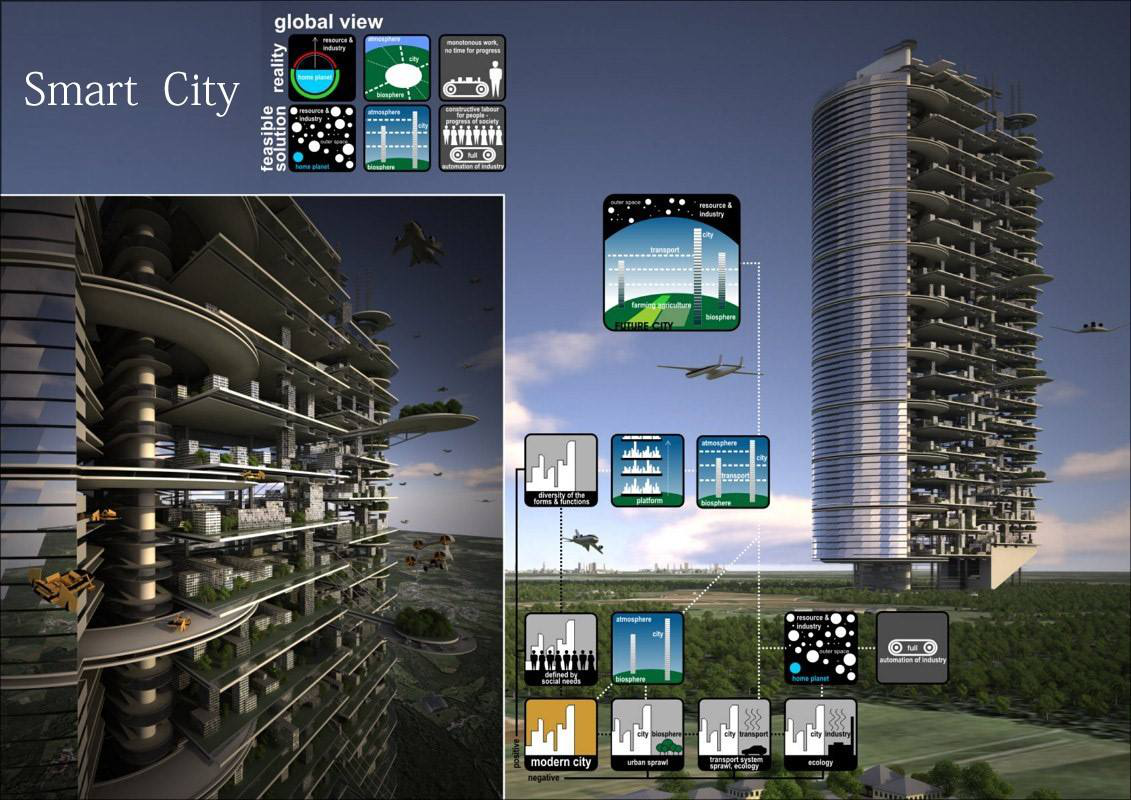 Smart City
global view
reality
resource &
industry
home planet
atmosphere
city
biosphere
monotonous work,
no time for progress
feasible
solution
resource &
industry
outer space
home planet
atmosphere
city
biosphere
constructive labour
for people -
progress of society
full
automation of industry
outer space
resource &
industry
city
transport
farming agriculture
biosphere
FUTURE CITY
diversity of the
forms & functions
platform
atmosphere
city
transport
biosphere
defined by
social needs
atmosphere
city
biosphere
resource &
industry
outer space
home planet
full
automation of industry
positive
modern city
city
biosphere
urban sprawl
city
transport
transport system
sprawl, ecology
city
industry
ecology
negative